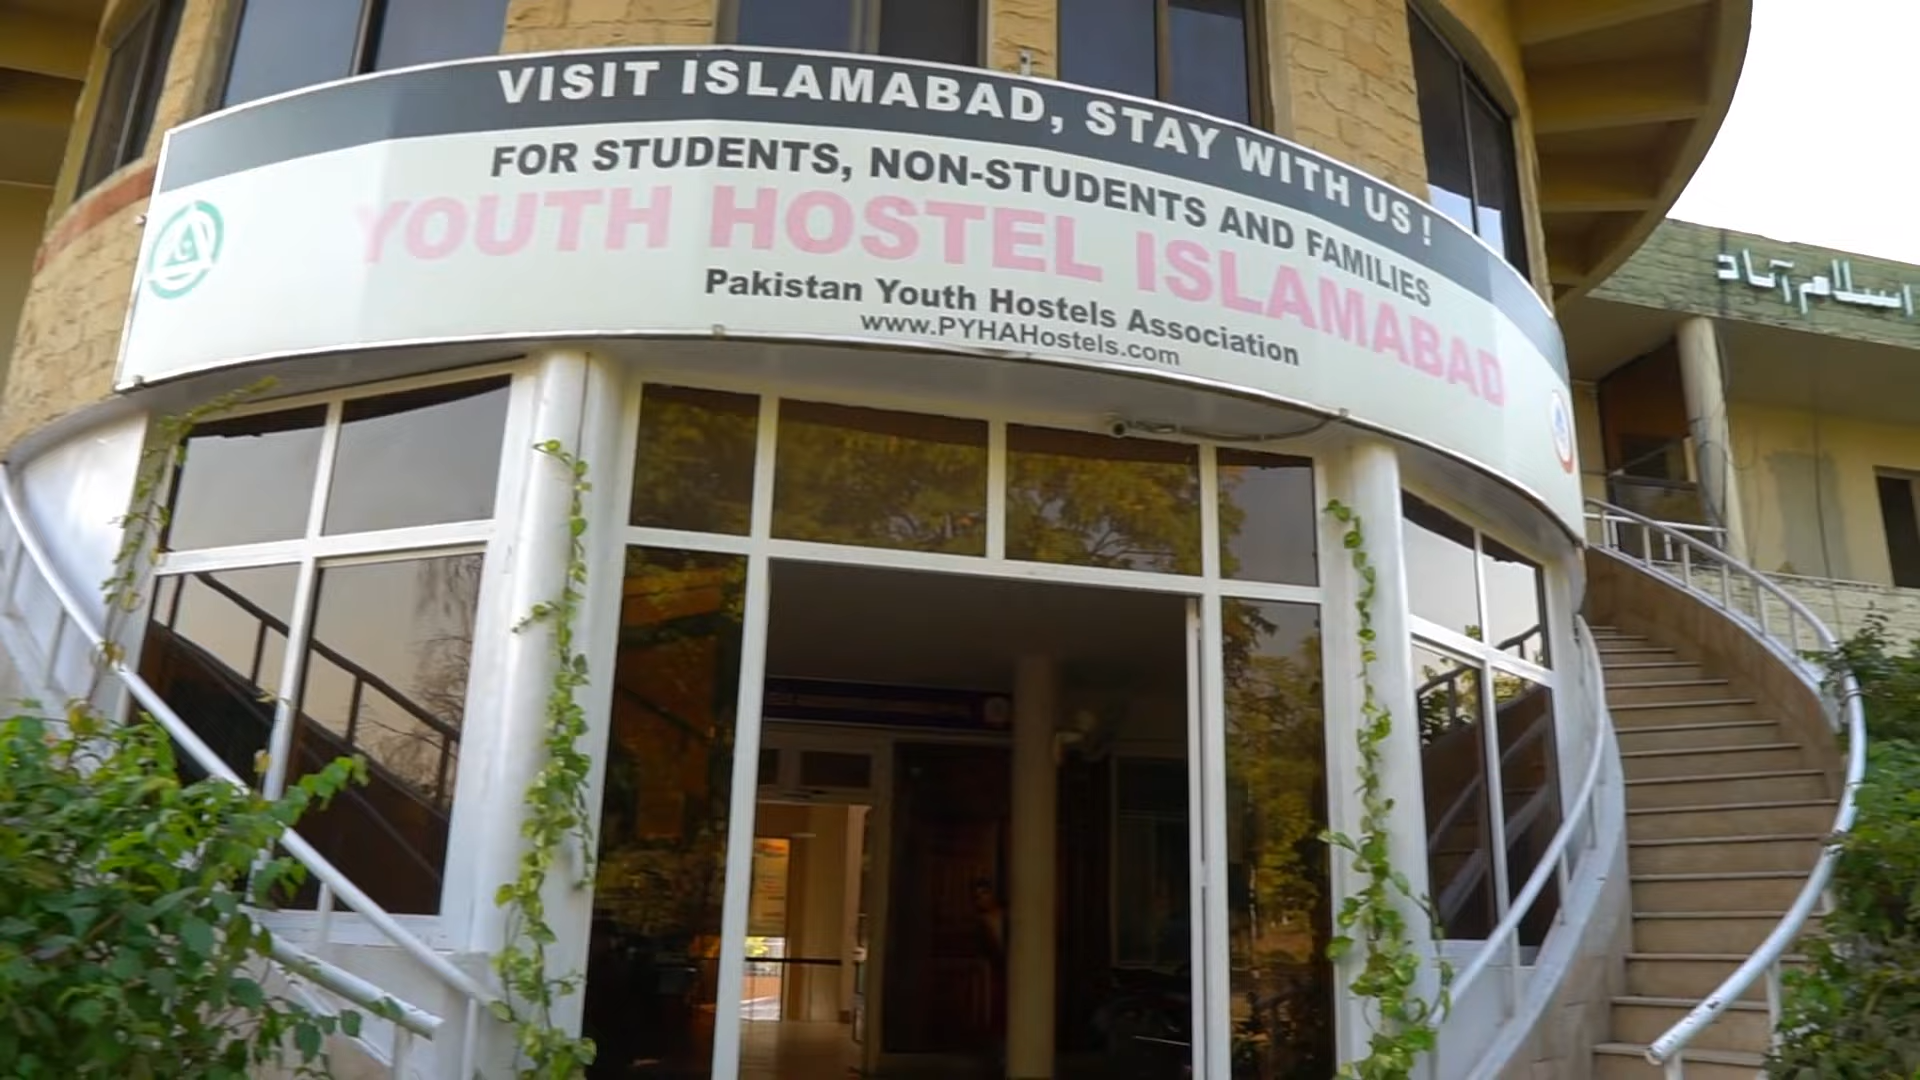 VISIT ISLAMABAD, STAY WITH US !
FOR STUDENTS, NON-STUDENTS AND FAMILIES
YOUTH HOSTEL ISLAMABAD
Pakistan Youth Hostels Association
www.PYHAHostels.com
اسلام آباد